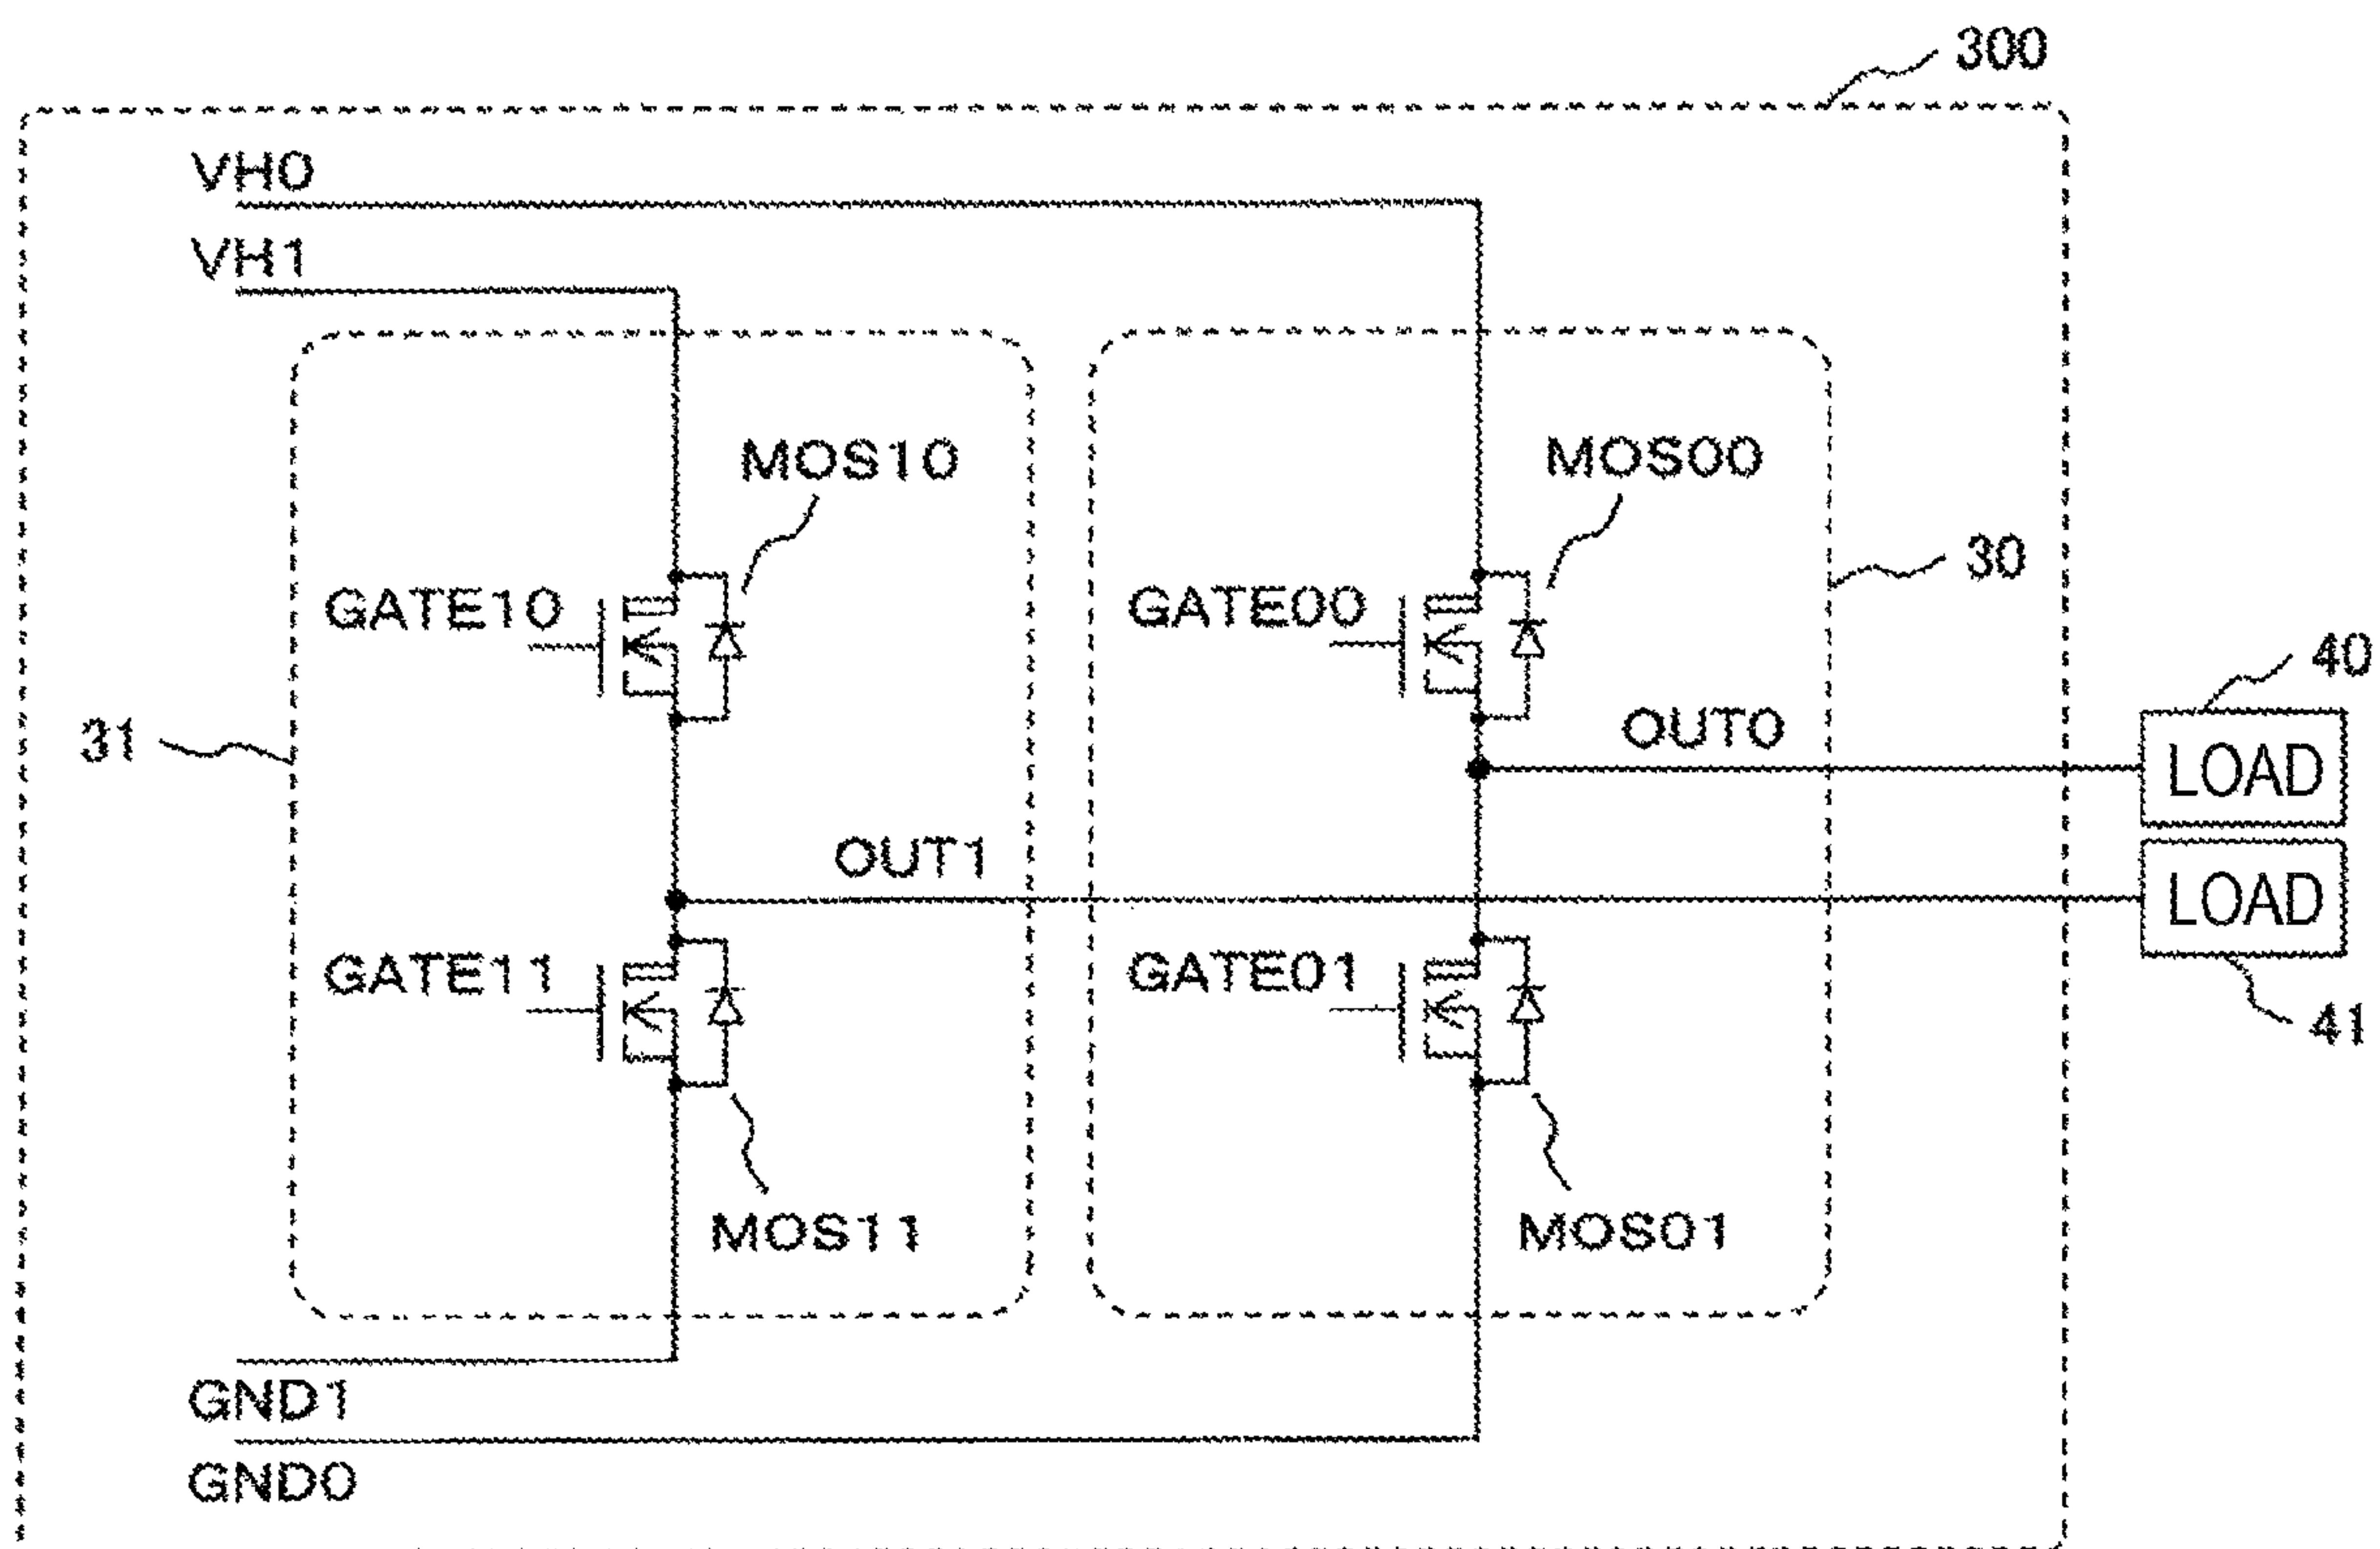 300
VH0
VH1
MOS10
MOS00
30
GATE10
GATE00
40
31
OUT0
LOAD
OUT1
LOAD
GATE11
GATE01
41
MOS11
MOS01
GND1
GND0